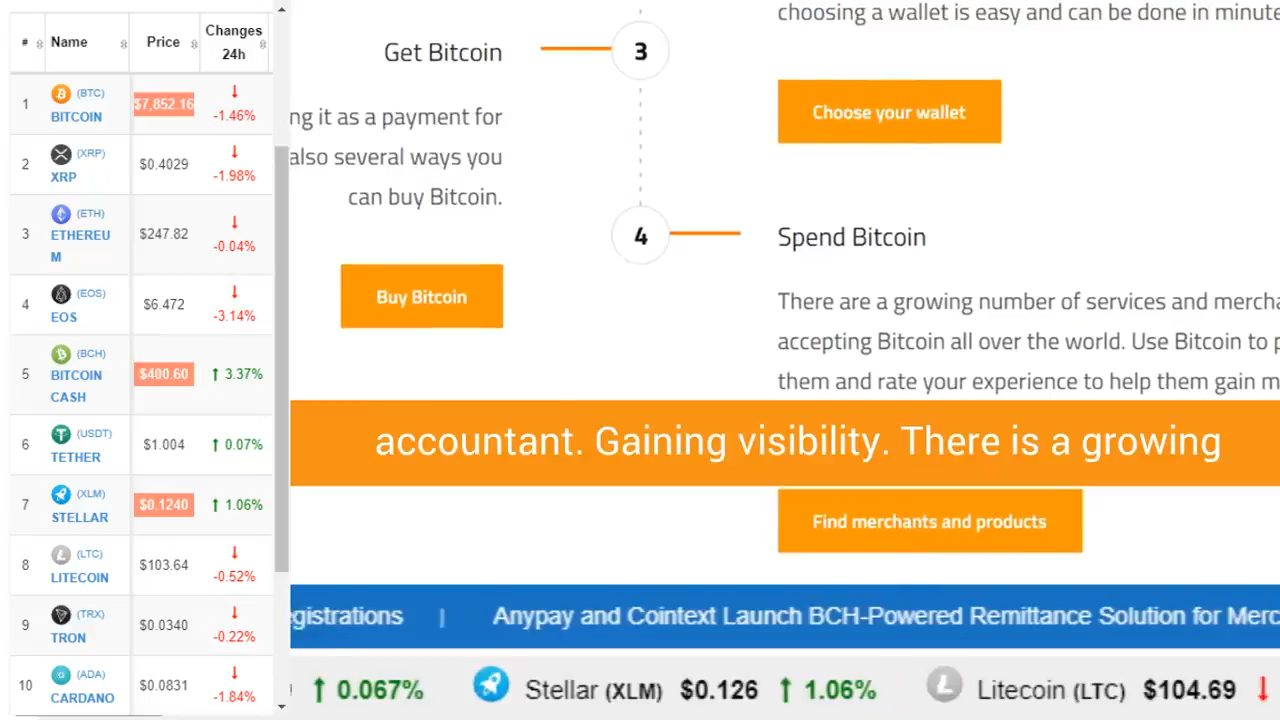 # Name Price Changes 24h
1 (BTC) BITCOIN $7,852.16 -1.46%
2 (XRP) XRP $0.4029 -1.98%
3 (ETH) ETHEREUM $247.82 -0.04%
4 (EOS) EOS $6.472 -3.14%
5 (BCH) BITCOIN CASH $400.60 ↑ 3.37%
6 (USDT) TETHER $1.004 ↑ 0.07%
7 (XLM) STELLAR $0.1240 ↑ 1.06%
8 (LTC) LITECOIN $103.64 -0.52%
9 (TRX) TRON $0.0340 -0.22%
10 (ADA) CARDANO $0.0831 -1.84%
choosing a wallet is easy and can be done in minute
Choose your wallet
Get Bitcoin
3
ng it as a payment for
also several ways you
can buy Bitcoin.
Buy Bitcoin
4
Spend Bitcoin
There are a growing number of services and mercha
accepting Bitcoin all over the world. Use Bitcoin to p
them and rate your experience to help them gain m
accountant. Gaining visibility. There is a growing
Find merchants and products
egistrations | Anypay and Cointext Launch BCH-Powered Remittance Solution for Merc
↑ 0.067% Stellar (XLM) $0.126 ↑ 1.06% Litecoin (LTC) $104.69 ↓